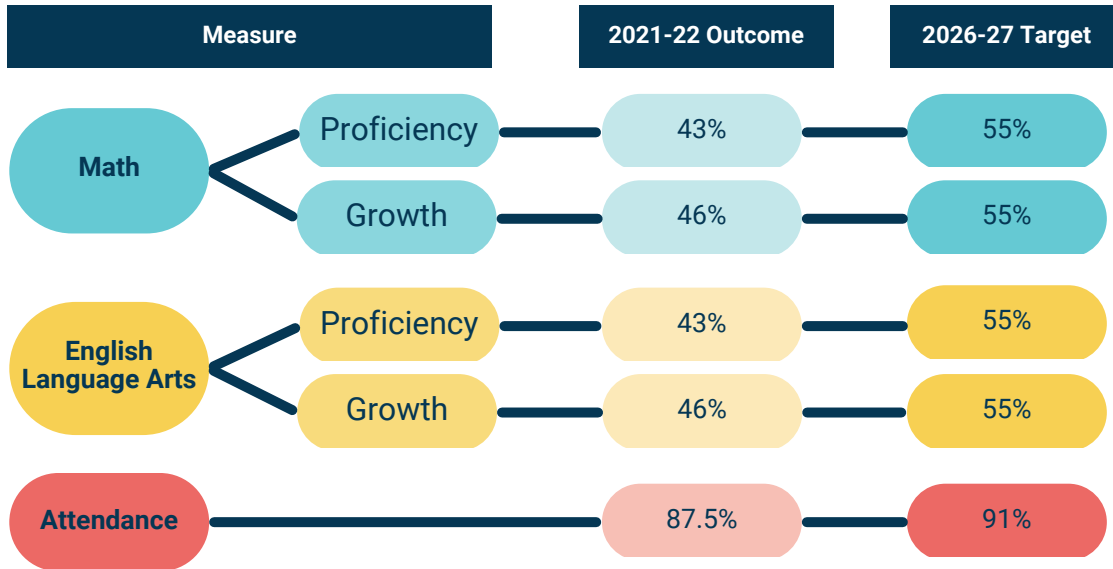 Measure
2021-22 Outcome
2026-27 Target
Math
Proficiency
43%
55%
Growth
46%
55%
English
Language Arts
Proficiency
43%
55%
Growth
46%
55%
Attendance
87.5%
91%